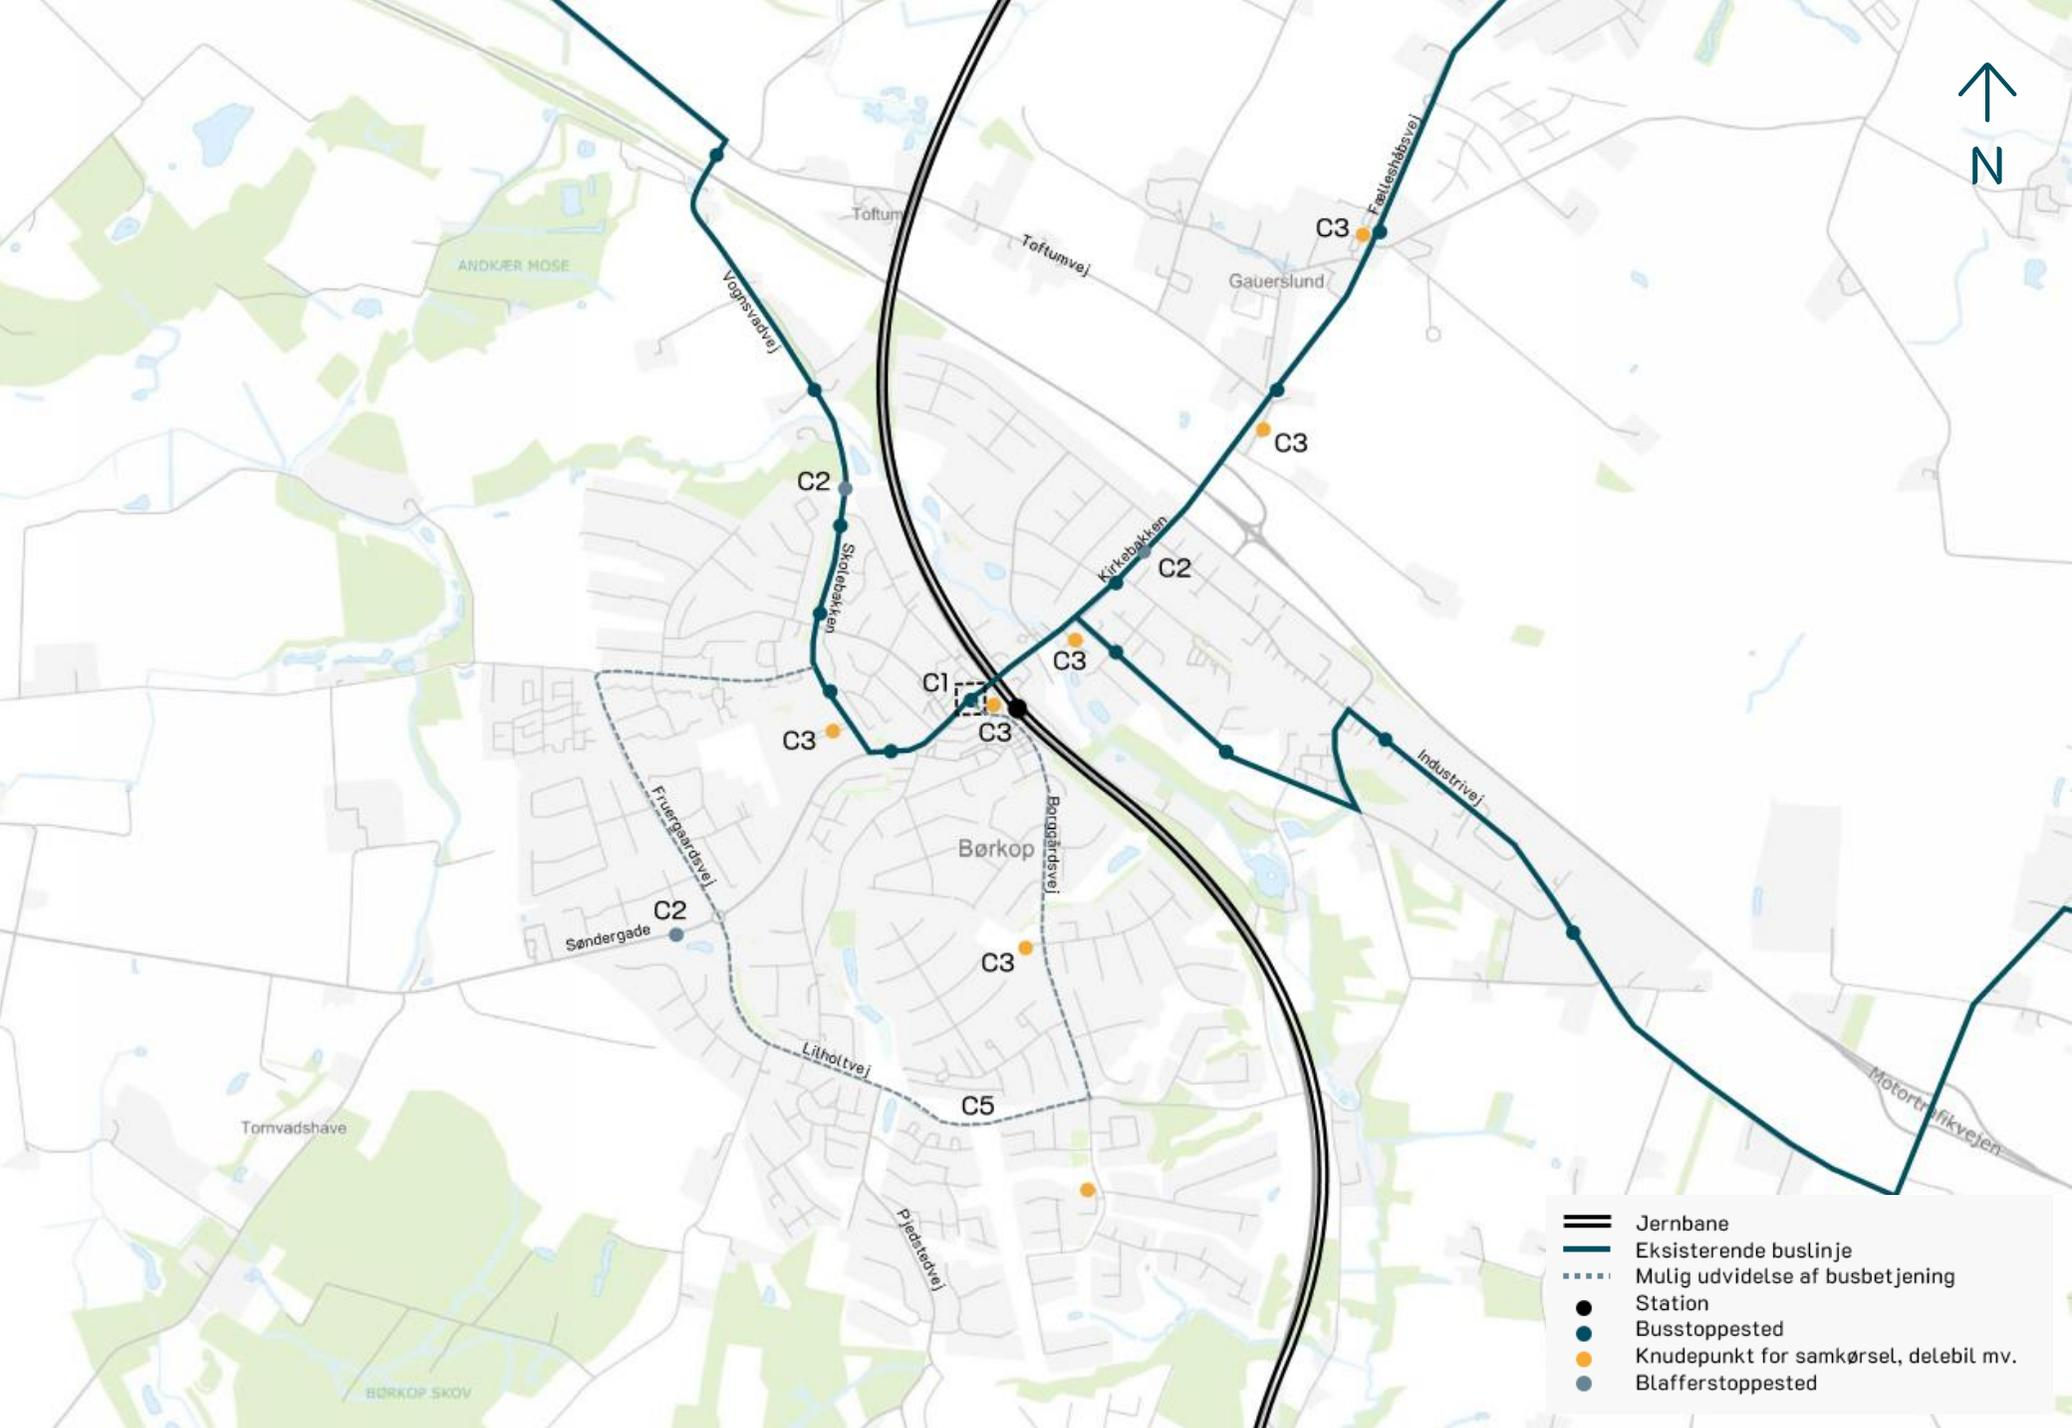 N
Fælleshåbsvej
Toftum
C3
Toftumvej
ANDKÆR MOSE
Gauerslund
Vognsvadvej
C3
C2
Kirkebakken
C2
Skolebakken
C3
C1
C3
C3
Industrivej
Fruergaardsvej
Borggårdsvej
Børkop
C2
Søndergade
C3
Lilholtvej
C5
Motortrafikvejen
Tornvadshave
Pjedstedvej
BØRKOP SKOV
Jernbane
Eksisterende buslinje
Mulig udvidelse af busbetjening
Station
Busstoppested
Knudepunkt for samkørsel, delebil mv.
Blafferstoppested